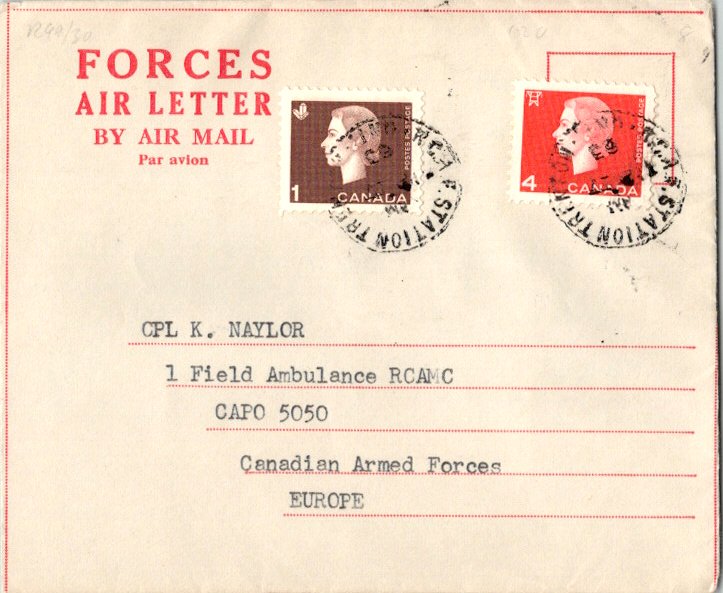 FORCES
AIR LETTER
BY AIR MAIL
Par avion
1
POSTES POSTAGE
CANADA
4
POSTES POSTAGE
CANADA
STATION
STATION
CPL K. NAYLOR
1 Field Ambulance RCAMC
CAPO 5050
Canadian Armed Forces
EUROPE